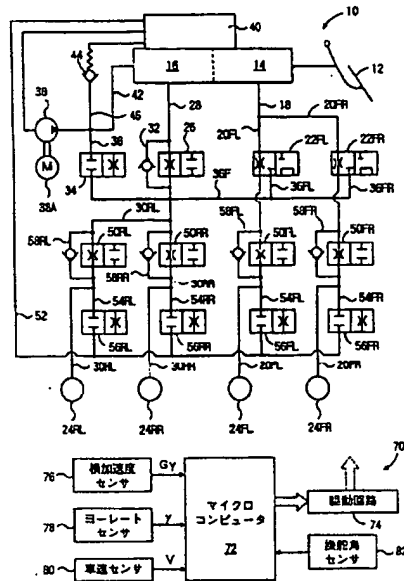 10
40
44
16
14
12
38
42
28
18
46
20FR
M
38A
36
32
26
20FL
22FL
22FR
34
36F
36FL
36FR
30RL
58FL
58RL
50RL
50RR
50FL
58FR
50FR
58RR
30RR
52
54RL
54RR
54FL
54FR
56RL
56RR
56FL
56FR
30RL
30RR
20FL
20FR
24RL
24RR
24FL
24FR
70
76
横加速度
センサ
Gy
78
ヨーレート
センサ
γ
80
車速センサ
V
マイクロ
コンピュータ
72
駆動回路
74
操舵角
センサ
82